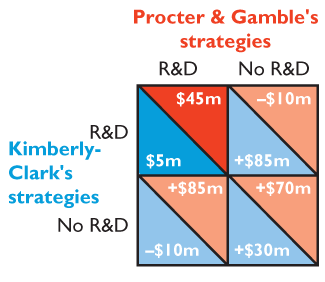 Procter & Gamble's
strategies
R&D No R&D
R&D
$45m
$5m
–$10m
+$85m
Kimberly-
Clark's
strategies
No R&D
+$85m
–$10m
+$70m
+$30m